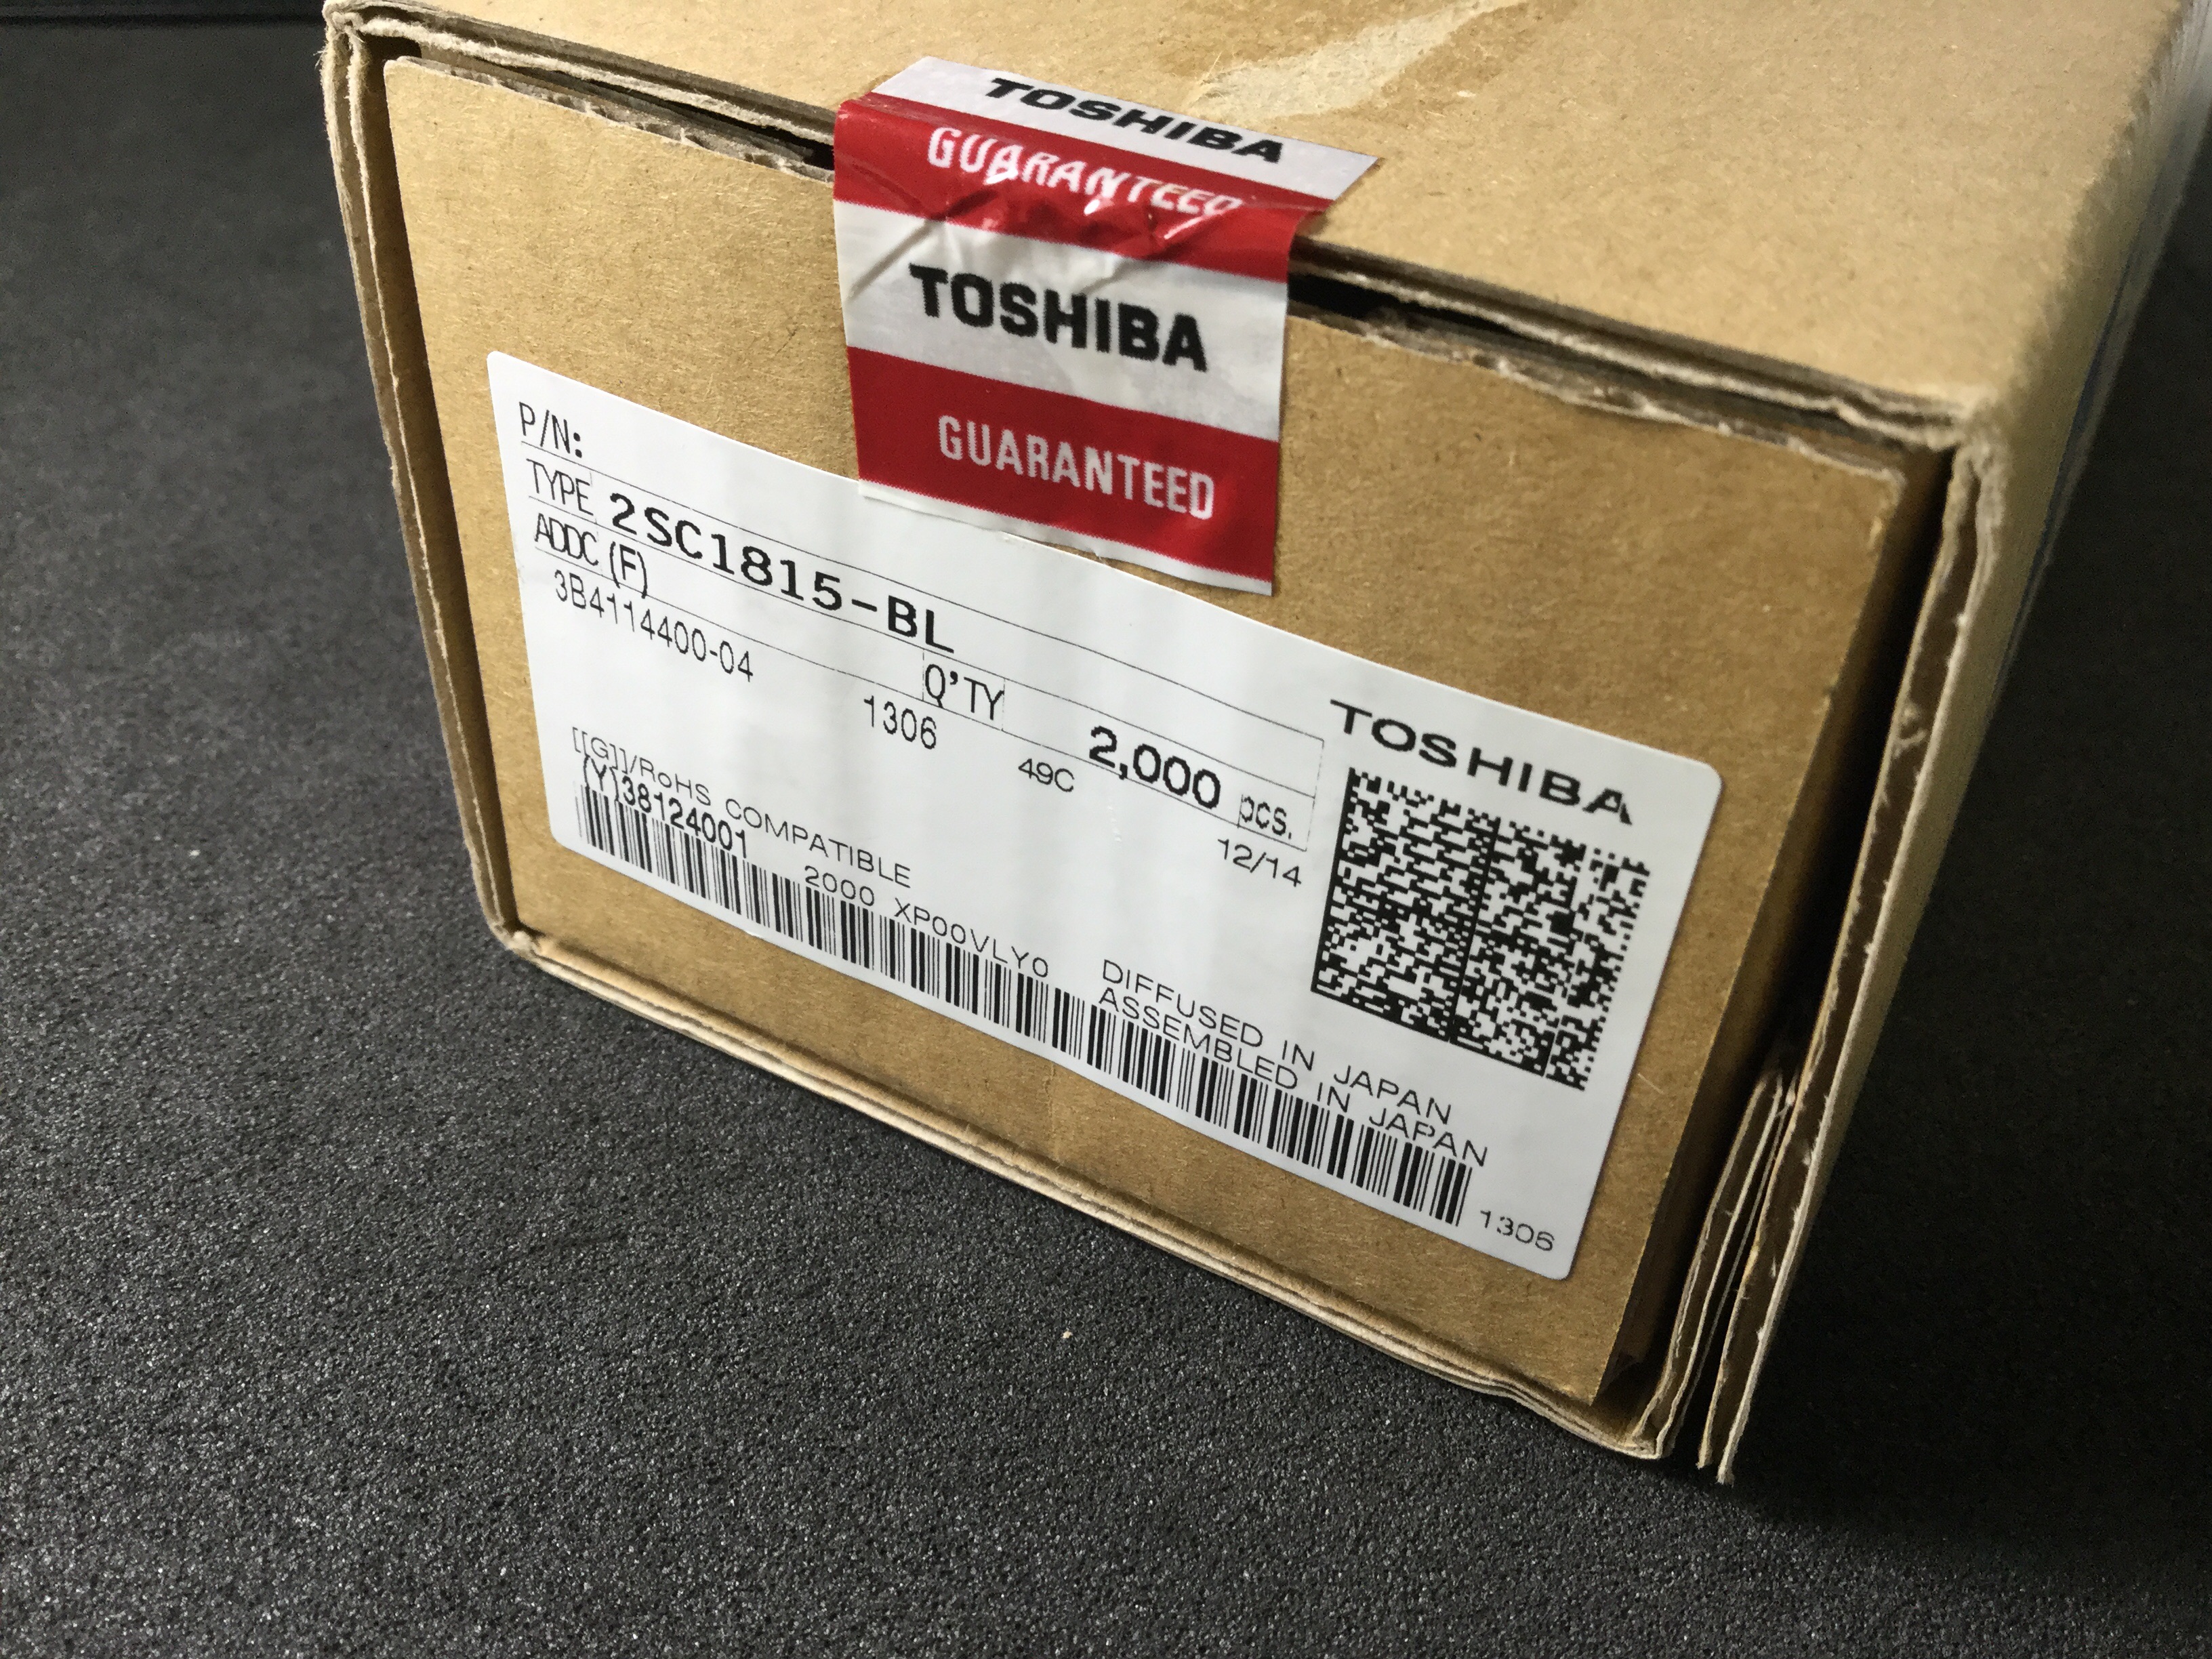 TOSHIBA
GUARANTEED
TOSHIBA
GUARANTEED
P/N:
TYPE 2SC1815-BL
ADDC (F) Q'TY 2,000 pcs.
3B4114400-04 1306 49C 12/14
TOSHIBA
[[G]]/RoHS COMPATIBLE
(Y)38124001 2000 XP00VLY0
DIFFUSED IN JAPAN
ASSEMBLED IN JAPAN
1306